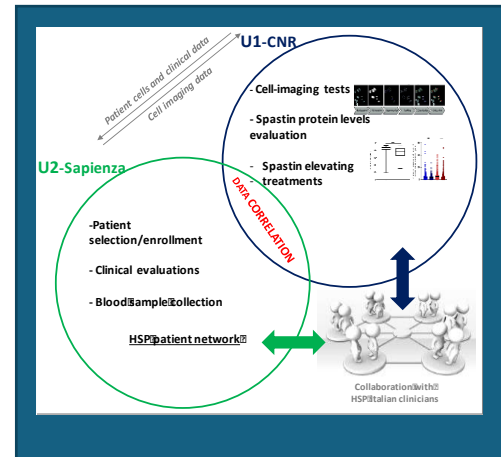 U1-CNR
Patient cells and clinical data
Cell imaging data
- Cell-imaging tests
- Spastin protein levels
evaluation
- Spastin elevating
- treatments
U2-Sapienza
DATA CORRELATION
-Patient
selection/enrollment
- Clinical evaluations
- Blood sample collection
HSP patient network
Collaboration with
HSP Italian clinicians